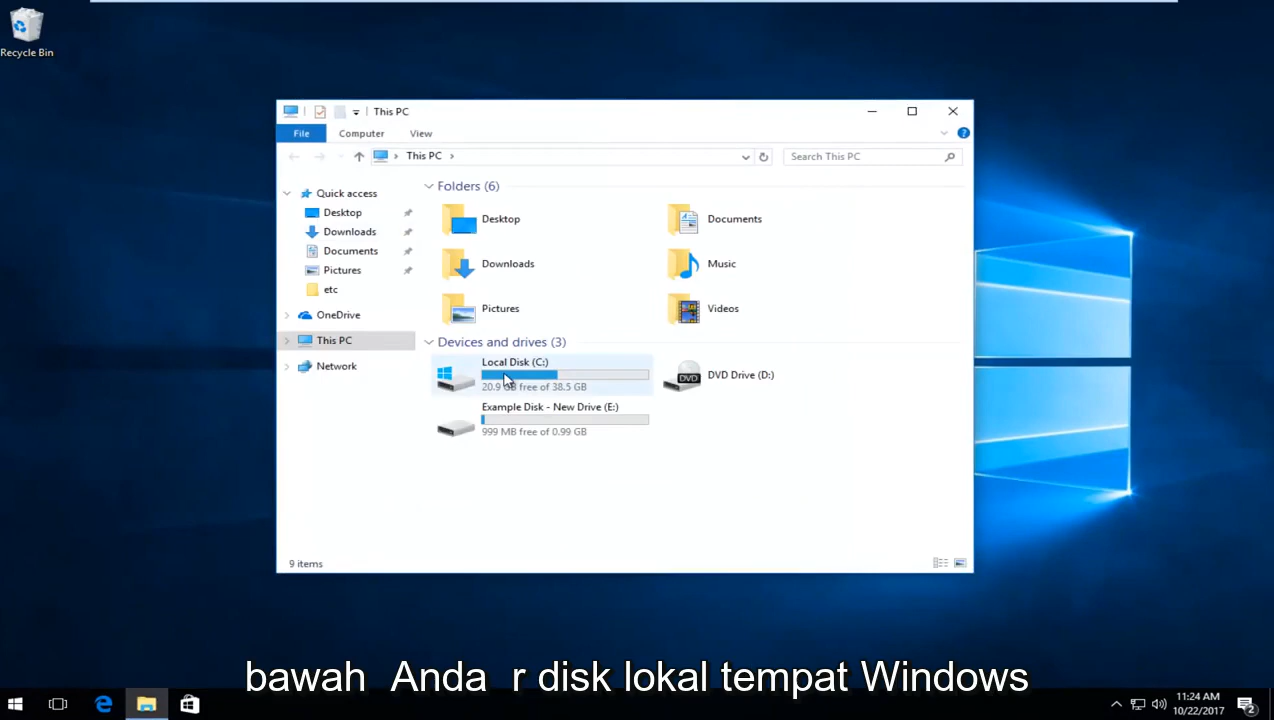 Recycle Bin
This PC
File Computer View
This PC
Search This PC
Quick access
Desktop
Downloads
Documents
Pictures
etc
OneDrive
This PC
Network
Folders (6)
Desktop
Documents
Downloads
Music
Pictures
Videos
Devices and drives (3)
Local Disk (C:)
20.9 GB free of 38.5 GB
DVD
DVD Drive (D:)
Example Disk - New Drive (E:)
999 MB free of 0.99 GB
9 items
bawah Anda r disk lokal tempat Windows
11:24 AM
10/22/2017
2